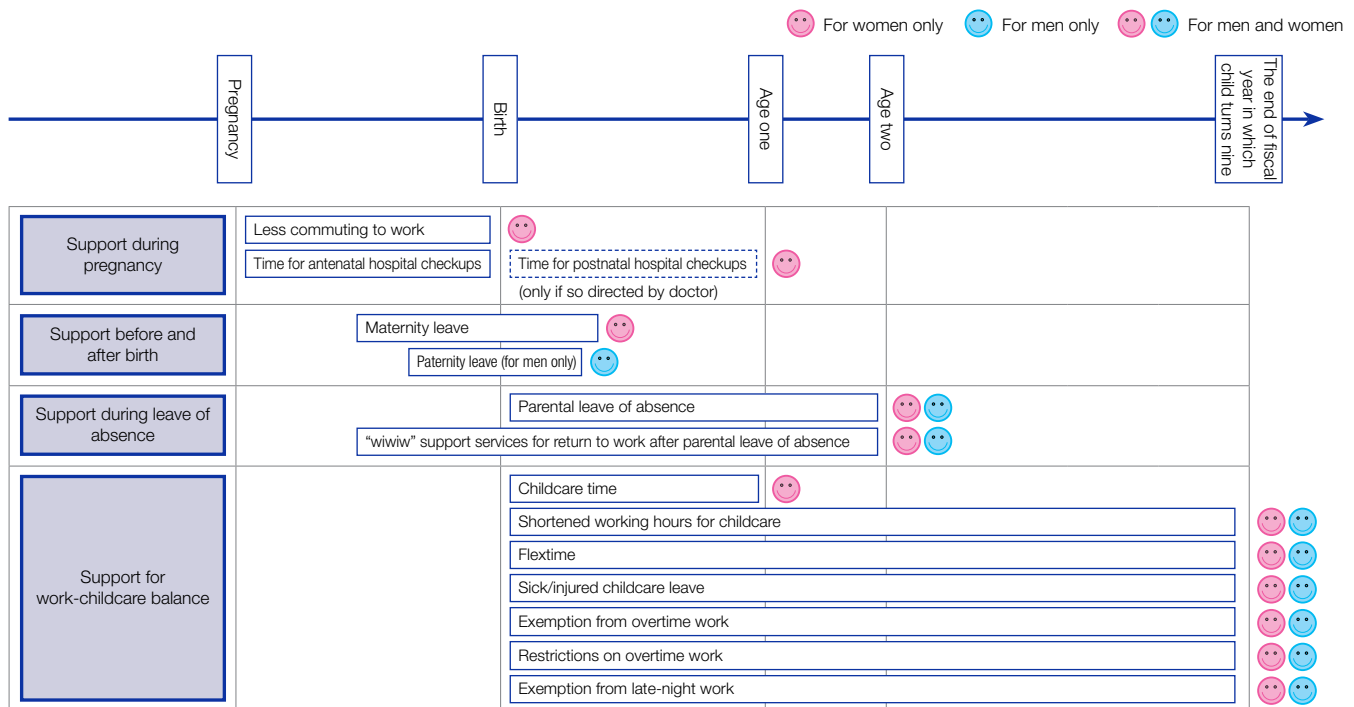 For women only
For men only
For men and women
Pregnancy
Birth
Age one
Age two
The end of fiscal
year in which
child turns nine
Support during
pregnancy
Less commuting to work
Time for antenatal hospital checkups
Time for postnatal hospital checkups
(only if so directed by doctor)
Support before and
after birth
Maternity leave
Paternity leave (for men only)
Support during leave of
absence
Parental leave of absence
“wiwiw” support services for return to work after parental leave of absence
Support for
work-childcare balance
Childcare time
Shortened working hours for childcare
Flextime
Sick/injured childcare leave
Exemption from overtime work
Restrictions on overtime work
Exemption from late-night work